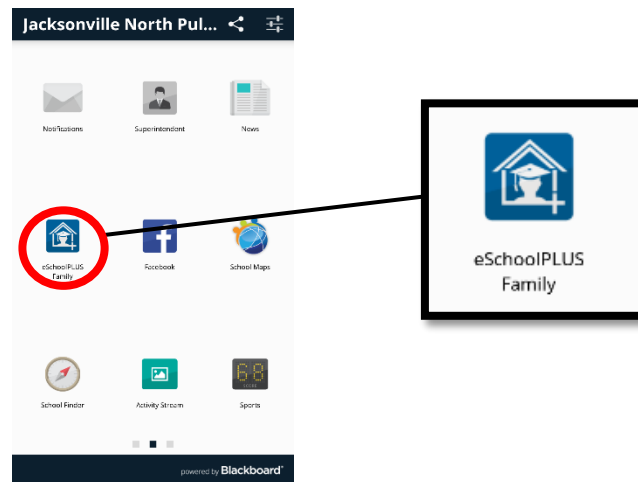 Jacksonville North Pul...
Notifications
Superintendent
News
eSchoolPLUS
Family
Facebook
School Maps
School Finder
Activity Stream
68
Sports
powered by Blackboard
eSchoolPLUS
Family